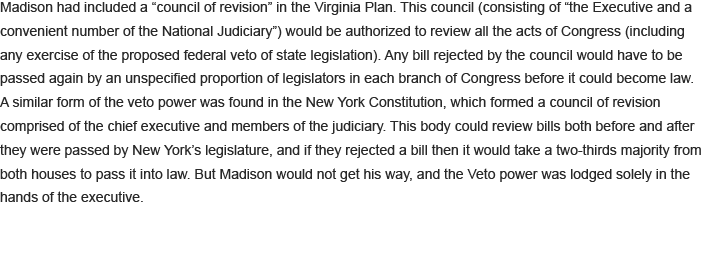 Madison had included a “council of revision” in the Virginia Plan. This council (consisting of “the Executive and a
convenient number of the National Judiciary”) would be authorized to review all the acts of Congress (including
any exercise of the proposed federal veto of state legislation). Any bill rejected by the council would have to be
passed again by an unspecified proportion of legislators in each branch of Congress before it could become law.
A similar form of the veto power was found in the New York Constitution, which formed a council of revision
comprised of the chief executive and members of the judiciary. This body could review bills both before and after
they were passed by New York’s legislature, and if they rejected a bill then it would take a two-thirds majority from
both houses to pass it into law. But Madison would not get his way, and the Veto power was lodged solely in the
hands of the executive.